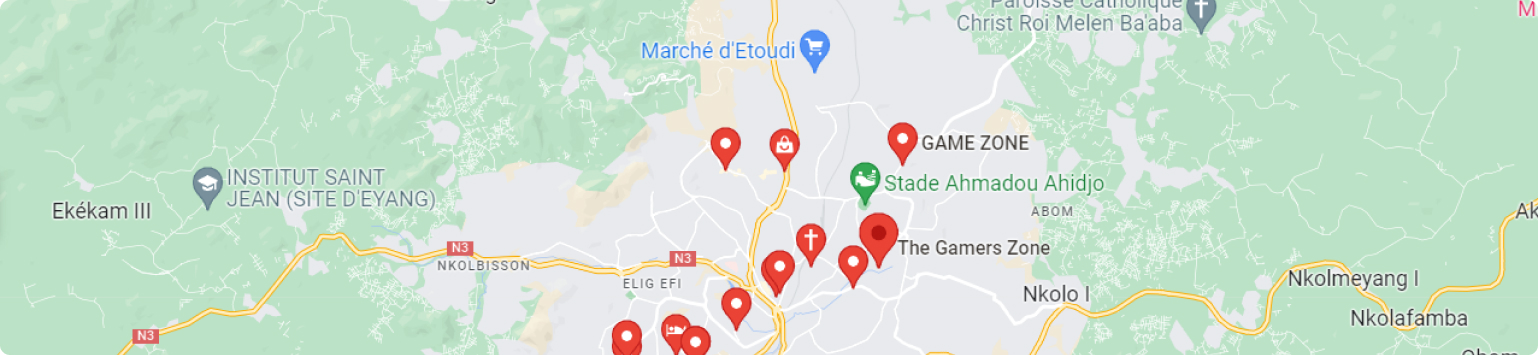 Paroisse Catholique
Christ Roi Melen Ba'aba
Marché d'Etoudi
GAME ZONE
INSTITUT SAINT
JEAN (SITE D'EYANG)
Stade Ahmadou Ahidjo
Ekékam III
ABOM
N3
The Gamers Zone
NKOLBISSON
N3
ELIG EFI
Nkolmeyang I
Nkolo I
Nkolafamba
N3